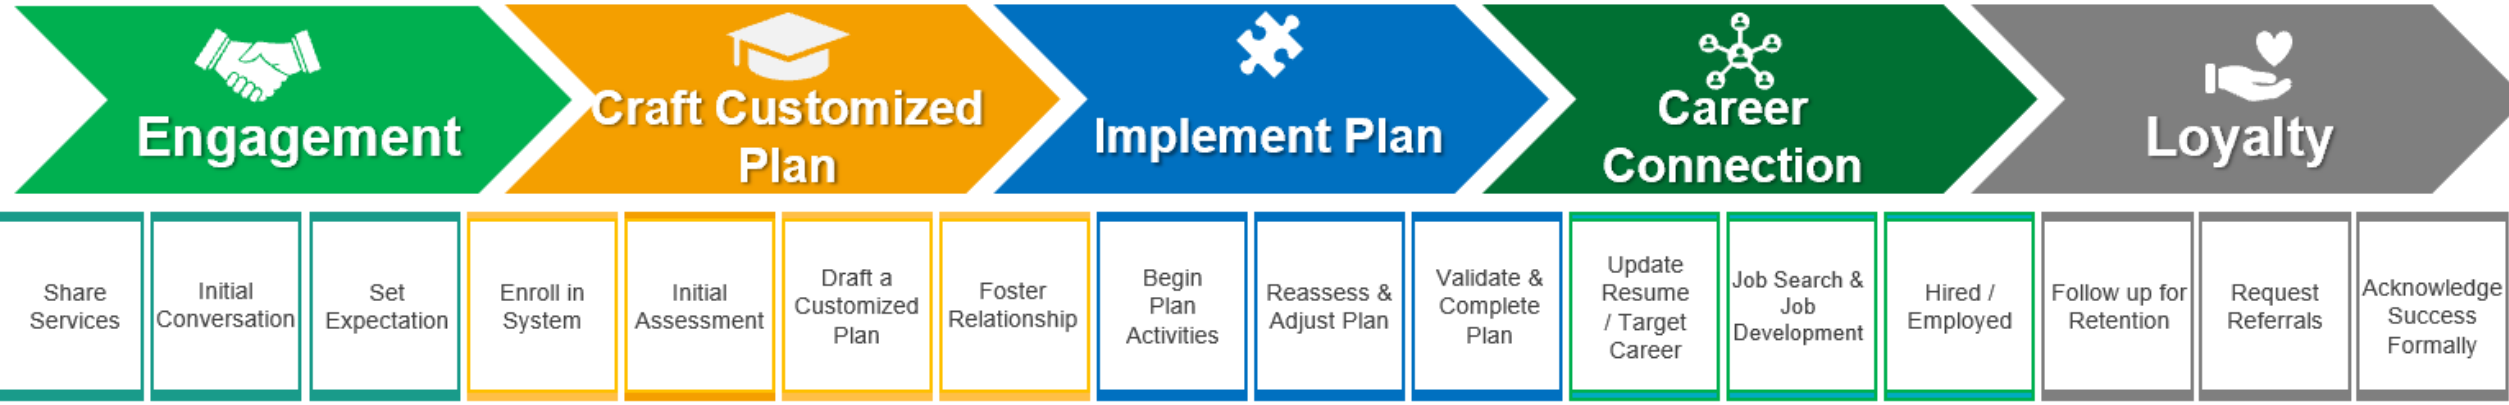 Engagement
Craft Customized
Plan
Implement Plan
Career
Connection
Loyalty
Share
Services
Initial
Conversation
Set
Expectation
Enroll in
System
Initial
Assessment
Draft a
Customized
Plan
Foster
Relationship
Begin
Plan
Activities
Reassess &
Adjust Plan
Validate &
Complete
Plan
Update
Resume
/ Target
Career
Job Search &
Job
Development
Hired /
Employed
Follow up for
Retention
Request
Referrals
Acknowledge
Success
Formally